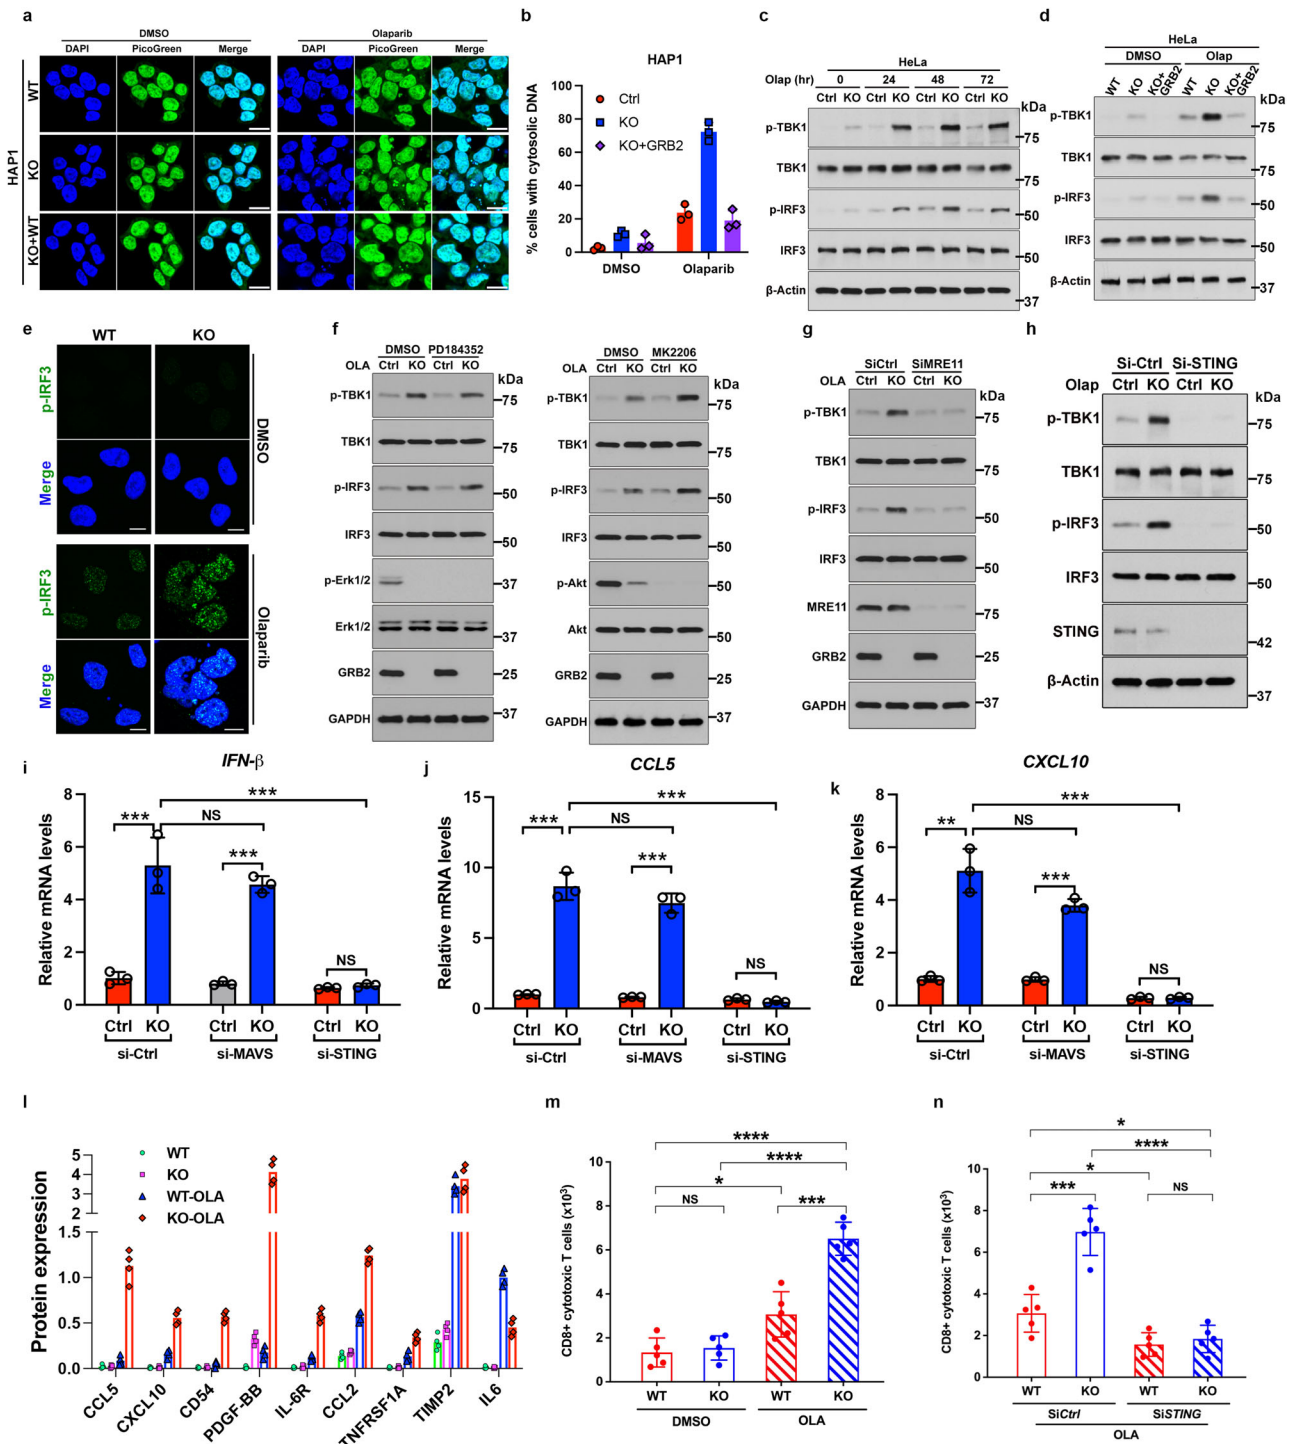 a
DMSO
Olaparib
DAPI PicoGreen Merge DAPI PicoGreen Merge
HAP1
WT
KO
KO+WT
b
HAP1
Ctrl
KO
KO+GRB2
% cells with cytosolic DNA
100
80
60
40
20
0
DMSO Olaparib
c
HeLa
Olap (hr) 0 24 48 72
Ctrl KO Ctrl KO Ctrl KO Ctrl KO kDa
p-TBK1 75
TBK1 75
p-IRF3 50
IRF3 50
β-Actin 37
d
HeLa
DMSO Olap
WT KO KO+GRB2 WT KO KO+GRB2 kDa
p-TBK1 75
TBK1 75
p-IRF3 50
IRF3 50
β-Actin 37
e
WT KO
p-IRF3
Merge
DMSO
p-IRF3
Merge
Olaparib
f
DMSO PD184352
OLA Ctrl KO Ctrl KO kDa
p-TBK1 75
TBK1 75
p-IRF3 50
IRF3 50
p-Erk1/2 37
Erk1/2 37
GRB2 25
GAPDH 37
DMSO MK2206
OLA Ctrl KO Ctrl KO kDa
p-TBK1 75
TBK1 75
p-IRF3 50
IRF3 50
p-Akt 50
Akt 50
GRB2 25
GAPDH 37
g
SiCtrl SiMRE11
OLA Ctrl KO Ctrl KO kDa
p-TBK1 75
TBK1 75
p-IRF3 50
IRF3 50
MRE11 75
GRB2 25
GAPDH 37
h
Si-Ctrl Si-STING
Olap Ctrl KO Ctrl KO kDa
p-TBK1 75
TBK1 75
p-IRF3 50
IRF3 50
STING 42
β-Actin 37
i
IFN-β
Relative mRNA levels
8
6
4
2
0
***
*** NS
***
NS
Ctrl KO Ctrl KO Ctrl KO
si-Ctrl si-MAVS si-STING
j
CCL5
Relative mRNA levels
15
10
5
0
***
*** NS
***
NS
Ctrl KO Ctrl KO Ctrl KO
si-Ctrl si-MAVS si-STING
k
CXCL10
Relative mRNA levels
8
6
4
2
0
***
** NS
***
NS
Ctrl KO Ctrl KO Ctrl KO
si-Ctrl si-MAVS si-STING
l
WT
KO
WT-OLA
KO-OLA
Protein expression
5
4
3
2
1.5
1.0
0.5
0.0
CCL5 CXCL10 CD54 PDGF-BB IL-6R CCL2 TNFRSF1A TIMP2 IL6
m
CD8+ cytotoxic T cells (x10³)
10
8
6
4
2
0
****
****
*
NS ***
WT KO WT KO
DMSO OLA
n
CD8+ cytotoxic T cells (x10³)
10
8
6
4
2
0
*
****
*
*** NS
WT KO WT KO
SiCtrl SiSTING
OLA